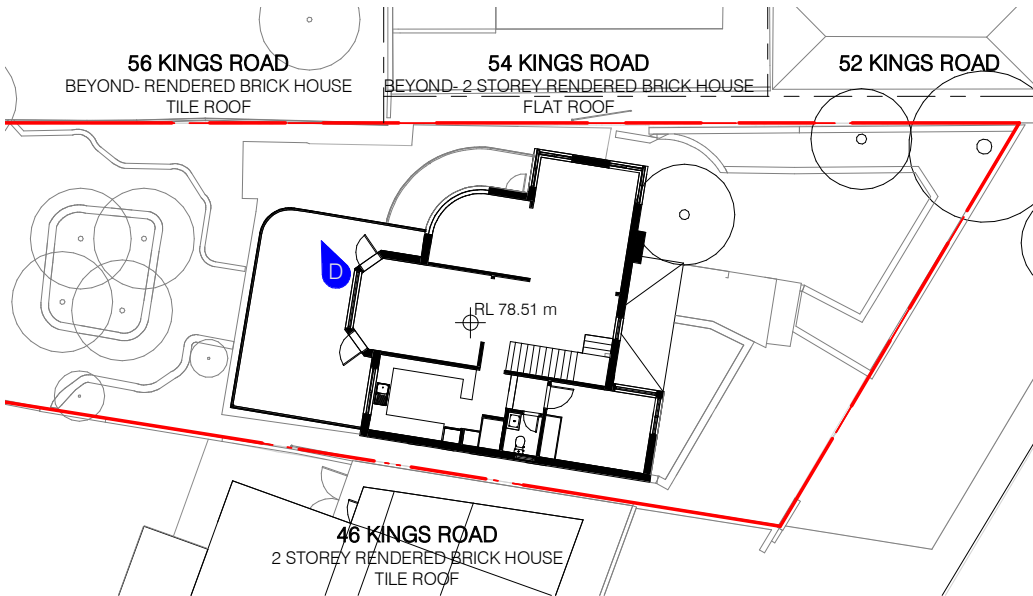 56 KINGS ROAD
BEYOND- RENDERED BRICK HOUSE
TILE ROOF
54 KINGS ROAD
BEYOND- 2 STOREY RENDERED BRICK HOUSE
FLAT ROOF
52 KINGS ROAD
D
RL 78.51 m
46 KINGS ROAD
2 STOREY RENDERED BRICK HOUSE
TILE ROOF